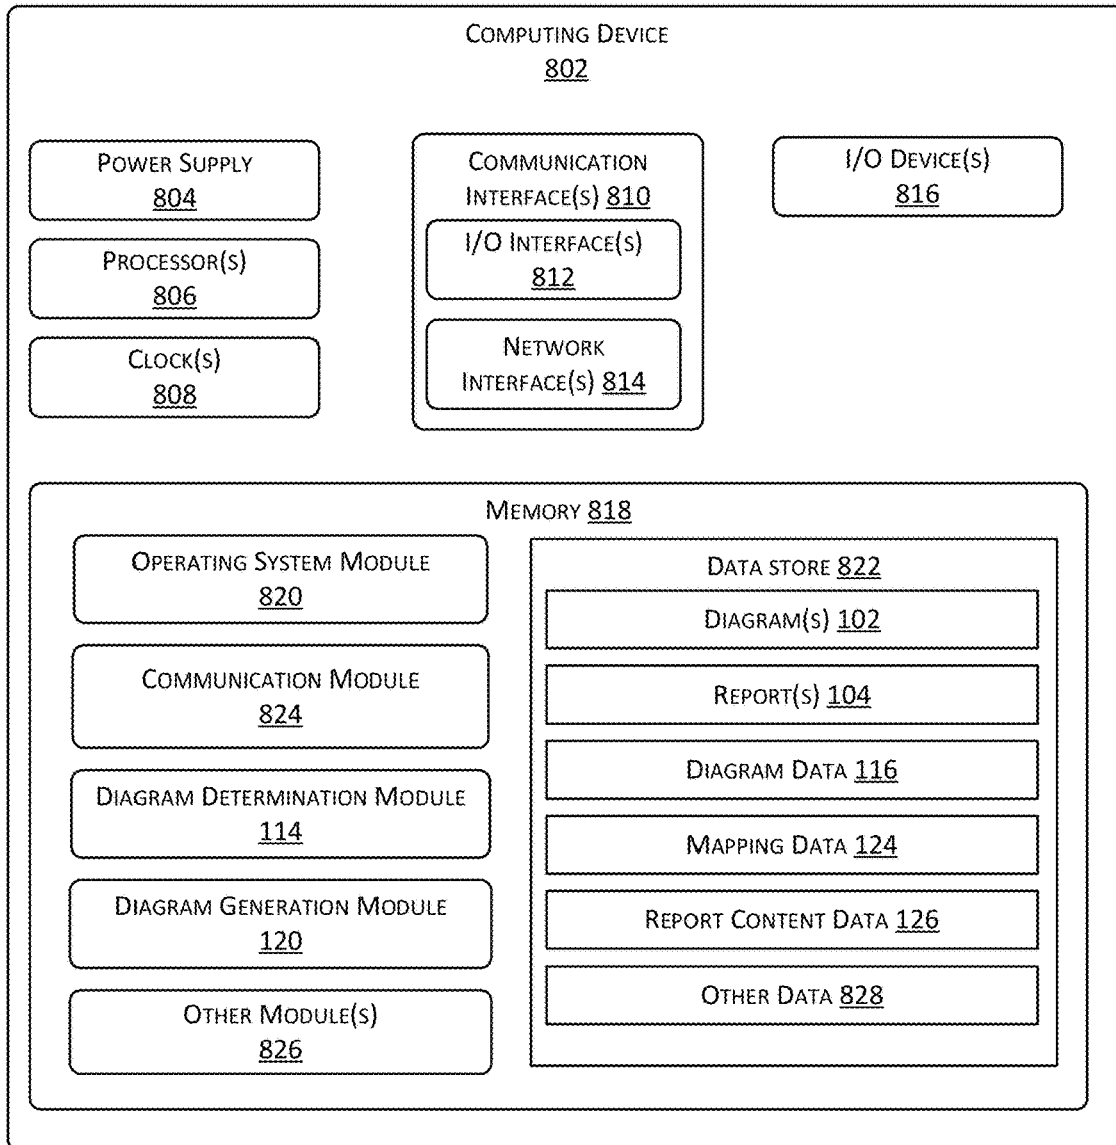 Computing Device
802
Power Supply
804
Processor(s)
806
Clock(s)
808
Communication
Interface(s) 810
I/O Interface(s)
812
Network
Interface(s) 814
I/O Device(s)
816
Memory 818
Operating System Module
820
Communication Module
824
Diagram Determination Module
114
Diagram Generation Module
120
Other Module(s)
826
Data store 822
Diagram(s) 102
Report(s) 104
Diagram Data 116
Mapping Data 124
Report Content Data 126
Other Data 828